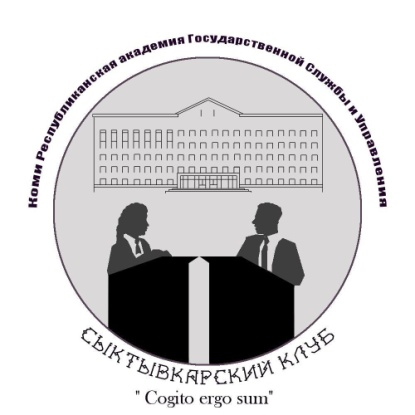 Коми Республиканская академия Государственной Службы и Управления
СЫКТЫВКАРСКИЙ КЛУБ
" Cogito ergo sum"